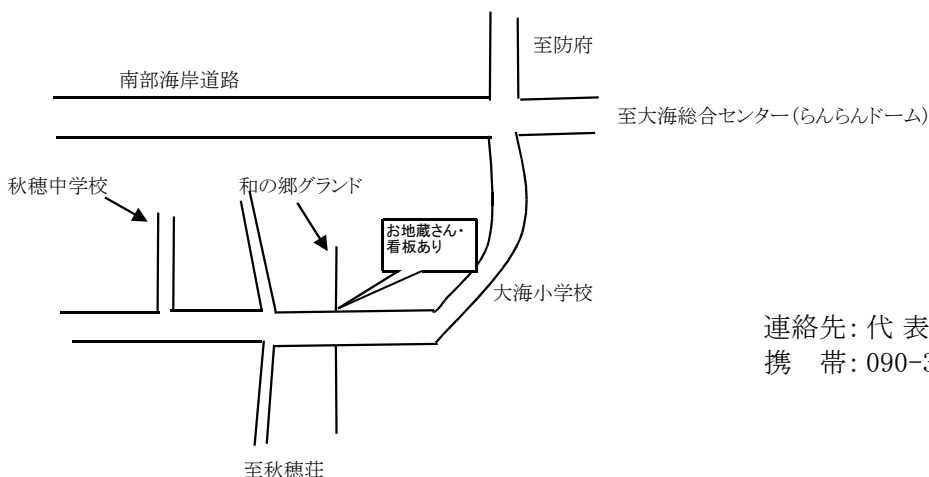 至防府
南部海岸道路
至大海総合センター(らんらんドーム)
秋穂中学校
和の郷グランド
お地蔵さん・
看板あり
大海小学校
連絡先: 代 表
携　帯: 090-
至秋穂荘